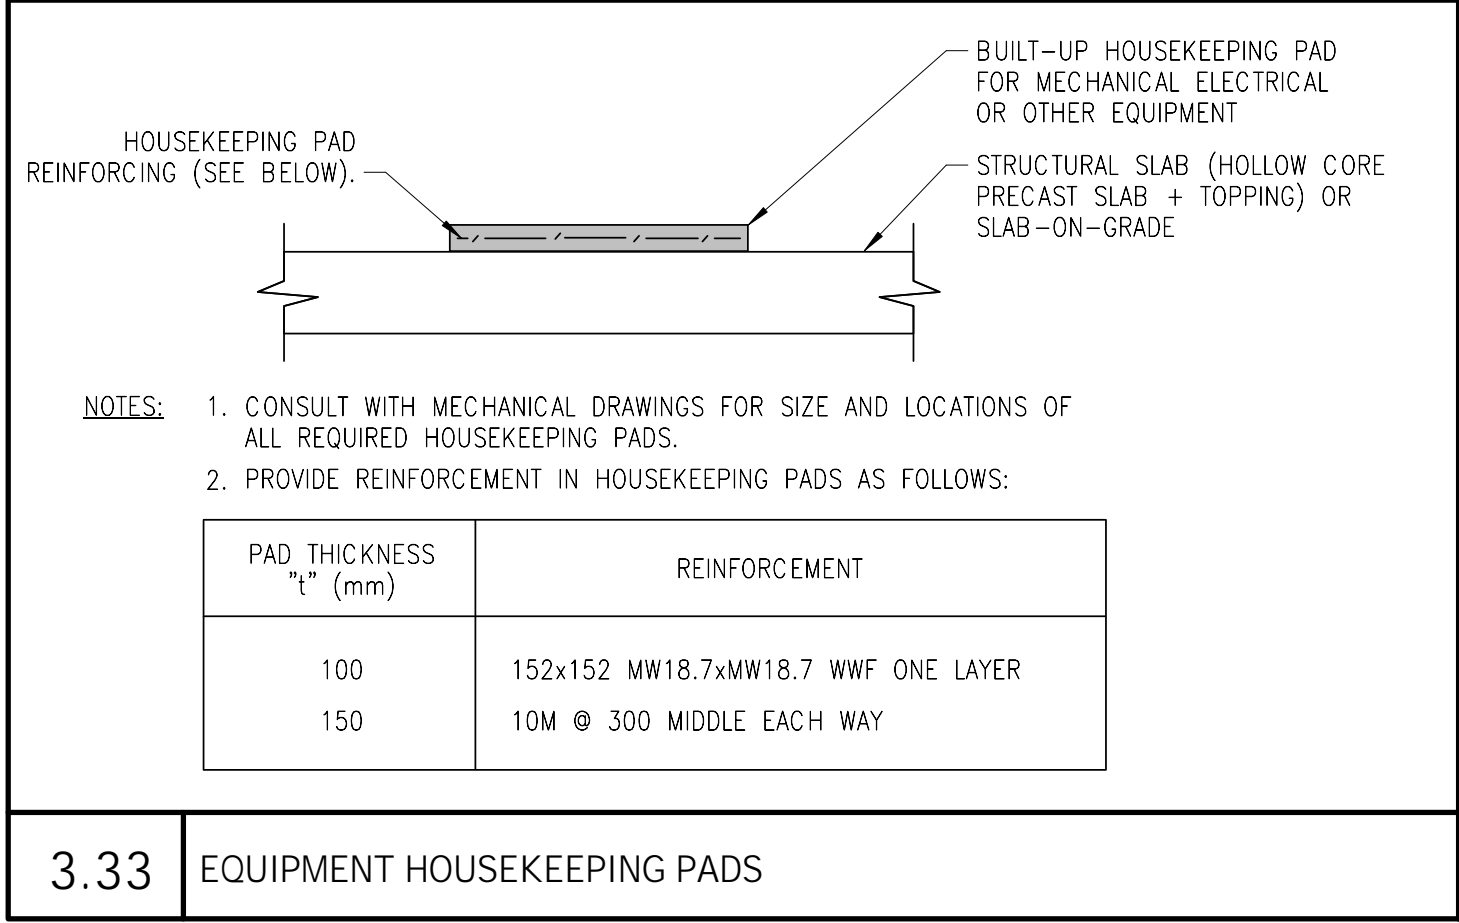 BUILT-UP HOUSEKEEPING PAD
FOR MECHANICAL ELECTRICAL
OR OTHER EQUIPMENT
HOUSEKEEPING PAD
REINFORCING (SEE BELOW).
STRUCTURAL SLAB (HOLLOW CORE
PRECAST SLAB + TOPPING) OR
SLAB-ON-GRADE
NOTES: 1. CONSULT WITH MECHANICAL DRAWINGS FOR SIZE AND LOCATIONS OF
ALL REQUIRED HOUSEKEEPING PADS.
2. PROVIDE REINFORCEMENT IN HOUSEKEEPING PADS AS FOLLOWS:
PAD THICKNESS
"t" (mm)
REINFORCEMENT
100 152x152 MW18.7xMW18.7 WWF ONE LAYER
150 10M @ 300 MIDDLE EACH WAY
3.33 EQUIPMENT HOUSEKEEPING PADS